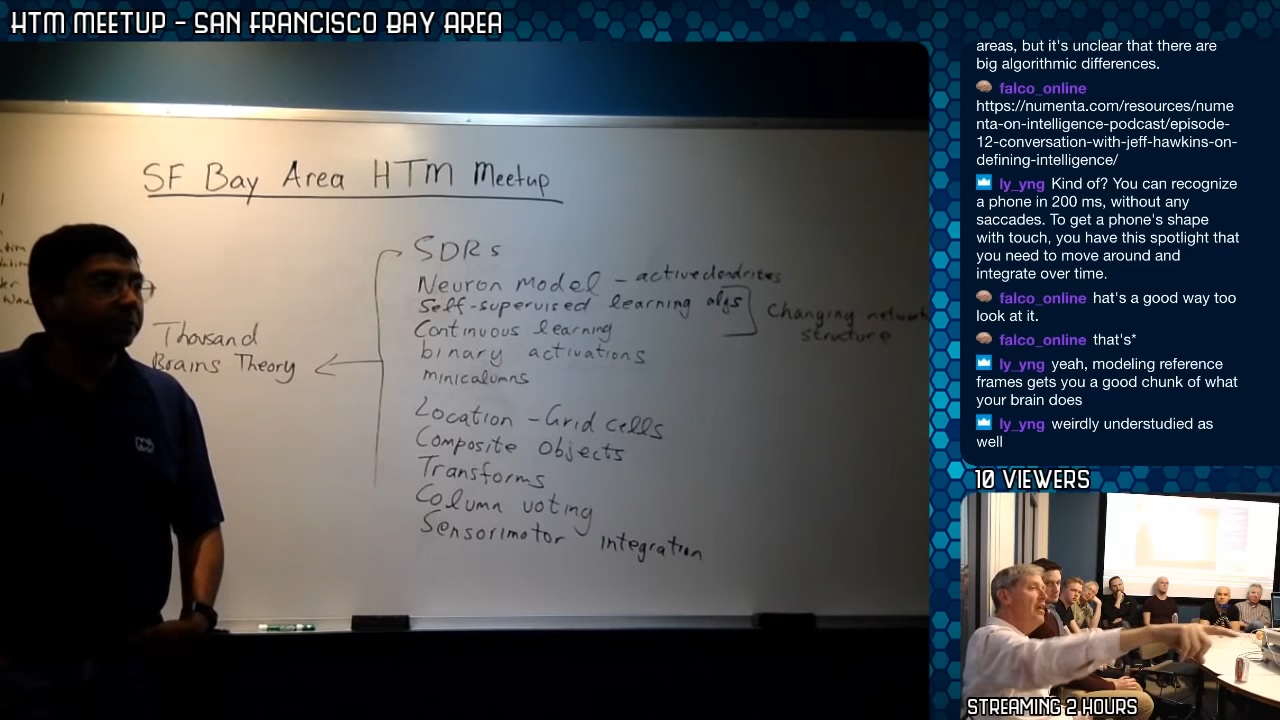 HTM MEETUP - SAN FRANCISCO BAY AREA
SF Bay Area HTM Meetup
SDRs
Neuron model - active dendrites
Self-supervised learning algs
Continuous learning
binary activations
minicolumns
Changing network
structure
Thousand
Brains Theory
Location - Grid cells
Composite Objects
Transforms
Column voting
Sensorimotor integration
areas, but it's unclear that there are
big algorithmic differences.
falco_online
https://numenta.com/resources/nume
nta-on-intelligence-podcast/episode-
12-conversation-with-jeff-hawkins-on-
defining-intelligence/
ly_yng Kind of? You can recognize
a phone in 200 ms, without any
saccades. To get a phone's shape
with touch, you have this spotlight that
you need to move around and
integrate over time.
falco_online hat's a good way too
look at it.
falco_online that's*
ly_yng yeah, modeling reference
frames gets you a good chunk of what
your brain does
ly_yng weirdly understudied as
well
10 VIEWERS
STREAMING 2 HOURS